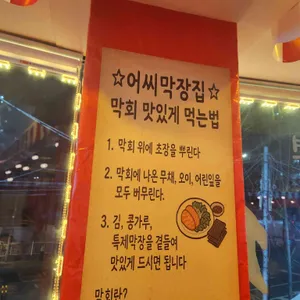 ☆어씨막장집☆
막회 맛있게 먹는법
1. 막회 위에 초장을 뿌린다
2. 막회에 나온 무채, 오이, 어린잎을
모두 버무린다.
3. 김, 콩가루,
특제막장을 곁들여
맛있게 드시면 됩니다
막회란?